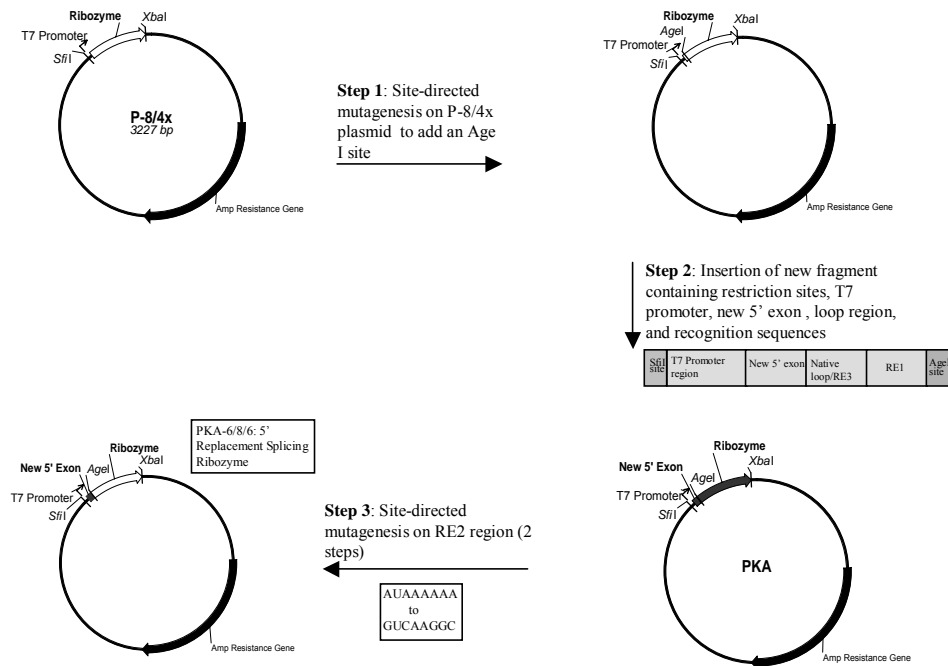 Ribozyme
XbaI
T7 Promoter
SfiI
P-8/4x
3227 bp
Amp Resistance Gene
Step 1: Site-directed
mutagenesis on P-8/4x
plasmid to add an Age
I site
Ribozyme
XbaI
AgeI
T7 Promoter
SfiI
Amp Resistance Gene
Step 2: Insertion of new fragment
containing restriction sites, T7
promoter, new 5’ exon , loop region,
and recognition sequences
SfiI
site
T7 Promoter
region
New 5’ exon
Native
loop/RE3
RE1
AgeI
site
Ribozyme
XbaI
New 5' Exon
AgeI
T7 Promoter
SfiI
PKA
Amp Resistance Gene
Step 3: Site-directed
mutagenesis on RE2 region (2
steps)
AUAAAAAA
to
GUCAAGGC
PKA-6/8/6: 5’
Replacement Splicing
Ribozyme
Ribozyme
XbaI
New 5' Exon
AgeI
T7 Promoter
SfiI
Amp Resistance Gene